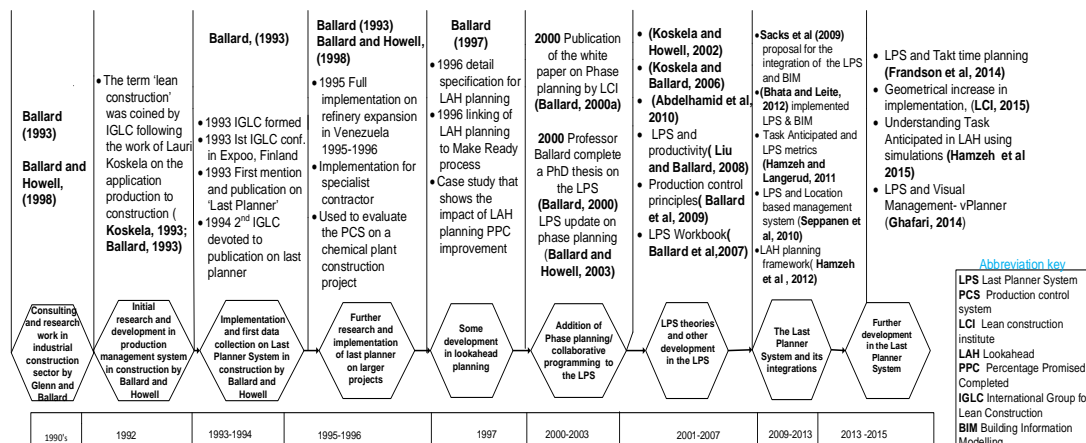 Ballard
(1993)
Ballard and
Howell,
(1998)
• The term 'lean
construction'
was coined by
IGLC following
the work of Lauri
Koskela on the
application
production to
construction (
Koskela, 1993;
Ballard, 1993)
Ballard, (1993)
• 1993 IGLC formed
• 1993 Ist IGLC conf.
in Expoo, Finland
• 1993 First mention
and publication on
'Last Planner'
• 1994 2nd IGLC
devoted to
publication on last
planner
Ballard (1993)
Ballard and Howell,
(1998)
• 1995 Full
implementation on
refinery expansion
in Venezuela
1995-1996
• Implementation for
specialist
contractor
• Used to evaluate
the PCS on a
chemical plant
construction
project
Ballard
(1997)
• 1996 detail
specification for
LAH planning
• 1996 linking of
LAH planning
to Make Ready
process
• Case study that
shows the
impact of LAH
planning PPC
improvement
2000 Publication
of the white
paper on Phase
planning by LCI
(Ballard, 2000a)
2000 Professor
Ballard complete
a PhD thesis on
the LPS
(Ballard, 2000)
LPS update on
phase planning
(Ballard and
Howell, 2003)
• (Koskela and
Howell, 2002)
• (Koskela and
Ballard, 2006)
• (Abdelhamid et al,
2010)
• LPS and
productivity( Liu
and Ballard, 2008)
• Production control
principles( Ballard
et al, 2009)
• LPS Workbook(
Ballard et al,2007)
• Sacks et al (2009)
proposal for the
integration of the LPS
and BIM
• (Bhata and Leite,
2012) implemented
LPS & BIM
• Task Anticipated and
LPS metrics
(Hamzeh and
Langerud, 2011
• LPS and Location
based management
system (Seppanen
et al, 2010)
• LAH planning
framework( Hamzeh
et al , 2012)
• LPS and Takt time planning
(Frandson et al, 2014)
• Geometrical increase in
implementation, (LCI, 2015)
• Understanding Task
Anticipated in LAH using
simulations (Hamzeh et al
2015)
• LPS and Visual
Management- vPlanner
(Ghafari, 2014)
Consulting
and research
work in
industrial
construction
sector by
Glenn and
Ballard
Initial
research and
development in
production
management system
in construction by
Ballard and
Howell
Implementation
and first data
collection on Last
Planner System in
construction by
Ballard and
Howell
Further
research and
implementation
of last planner
on larger
projects
Some
development
in lookahead
planning
Addition of
Phase planning/
collaborative
programming to
the LPS
LPS theories
and other
development in
the LPS
The Last
Planner
System and its
integrations
Further
development in
the Last Planner
System
Abbreviation key
LPS Last Planner System
PCS Production control
system
LCI Lean construction
institute
LAH Lookahead
PPC Percentage Promised
Completed
IGLC International Group fo
Lean Construction
BIM Building Information
Modelling
1990's
1992
1993-1994
1995-1996
1997
2000-2003
2001-2007
2009-2013
2013 -2015